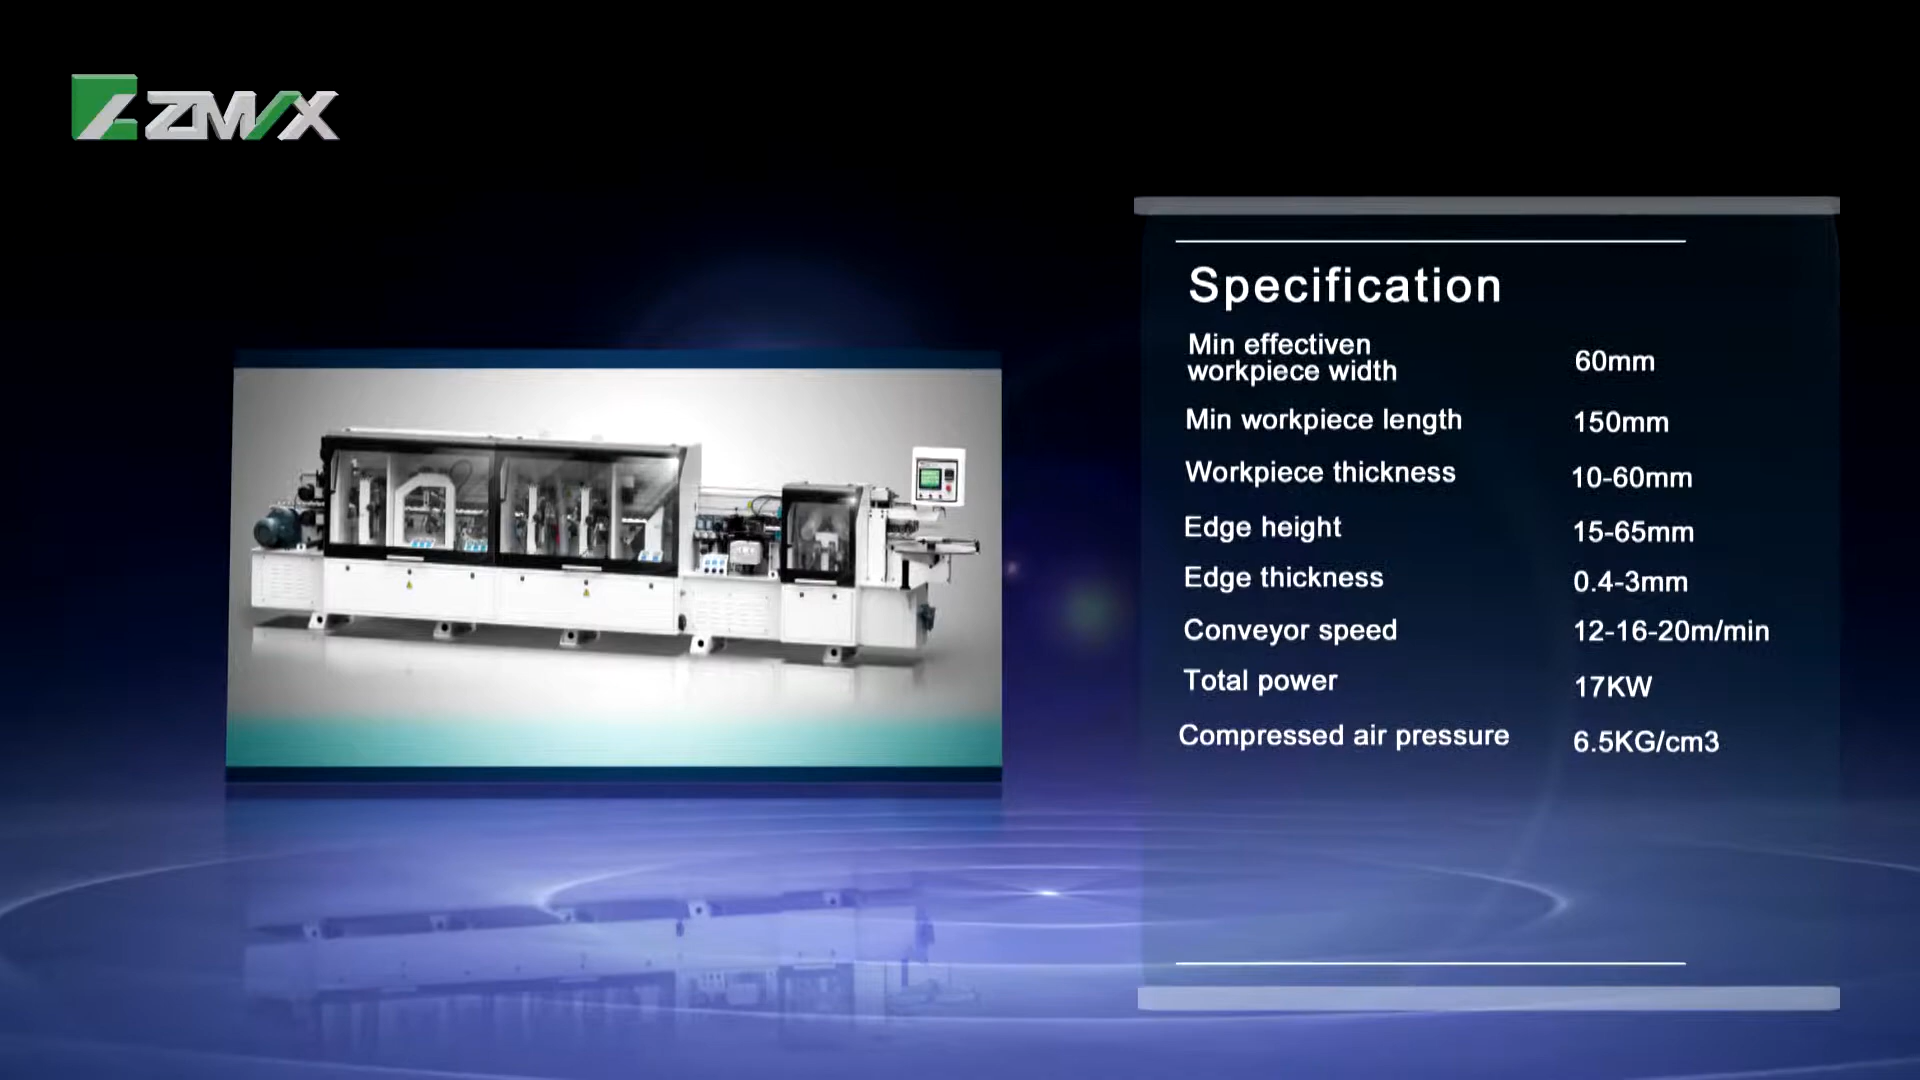 ZMWX
Specification
Min effectiven
workpiece width
60mm
Min workpiece length
150mm
Workpiece thickness
10-60mm
Edge height
15-65mm
Edge thickness
0.4-3mm
Conveyor speed
12-16-20m/min
Total power
17KW
Compressed air pressure
6.5KG/cm3